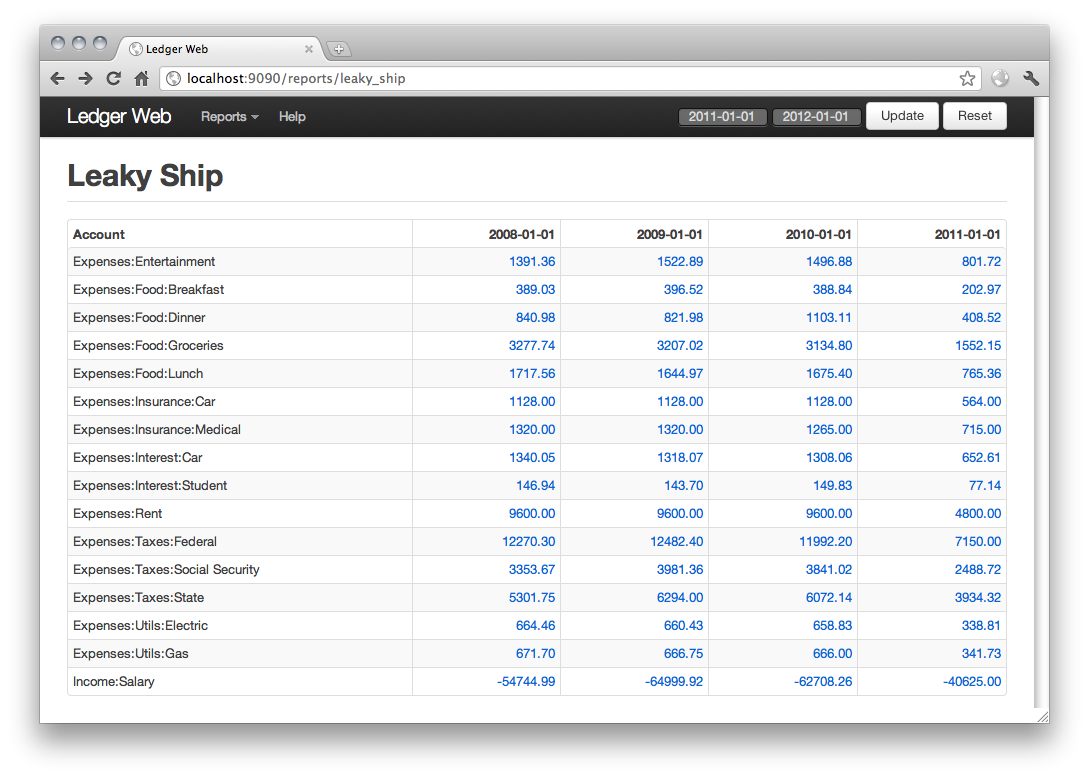 Ledger Web
localhost:9090/reports/leaky_ship
Ledger Web Reports Help 2011-01-01 2012-01-01 Update Reset
Leaky Ship
Account 2008-01-01 2009-01-01 2010-01-01 2011-01-01
Expenses:Entertainment 1391.36 1522.89 1496.88 801.72
Expenses:Food:Breakfast 389.03 396.52 388.84 202.97
Expenses:Food:Dinner 840.98 821.98 1103.11 408.52
Expenses:Food:Groceries 3277.74 3207.02 3134.80 1552.15
Expenses:Food:Lunch 1717.56 1644.97 1675.40 765.36
Expenses:Insurance:Car 1128.00 1128.00 1128.00 564.00
Expenses:Insurance:Medical 1320.00 1320.00 1265.00 715.00
Expenses:Interest:Car 1340.05 1318.07 1308.06 652.61
Expenses:Interest:Student 146.94 143.70 149.83 77.14
Expenses:Rent 9600.00 9600.00 9600.00 4800.00
Expenses:Taxes:Federal 12270.30 12482.40 11992.20 7150.00
Expenses:Taxes:Social Security 3353.67 3981.36 3841.02 2488.72
Expenses:Taxes:State 5301.75 6294.00 6072.14 3934.32
Expenses:Utils:Electric 664.46 660.43 658.83 338.81
Expenses:Utils:Gas 671.70 666.75 666.00 341.73
Income:Salary -54744.99 -64999.92 -62708.26 -40625.00